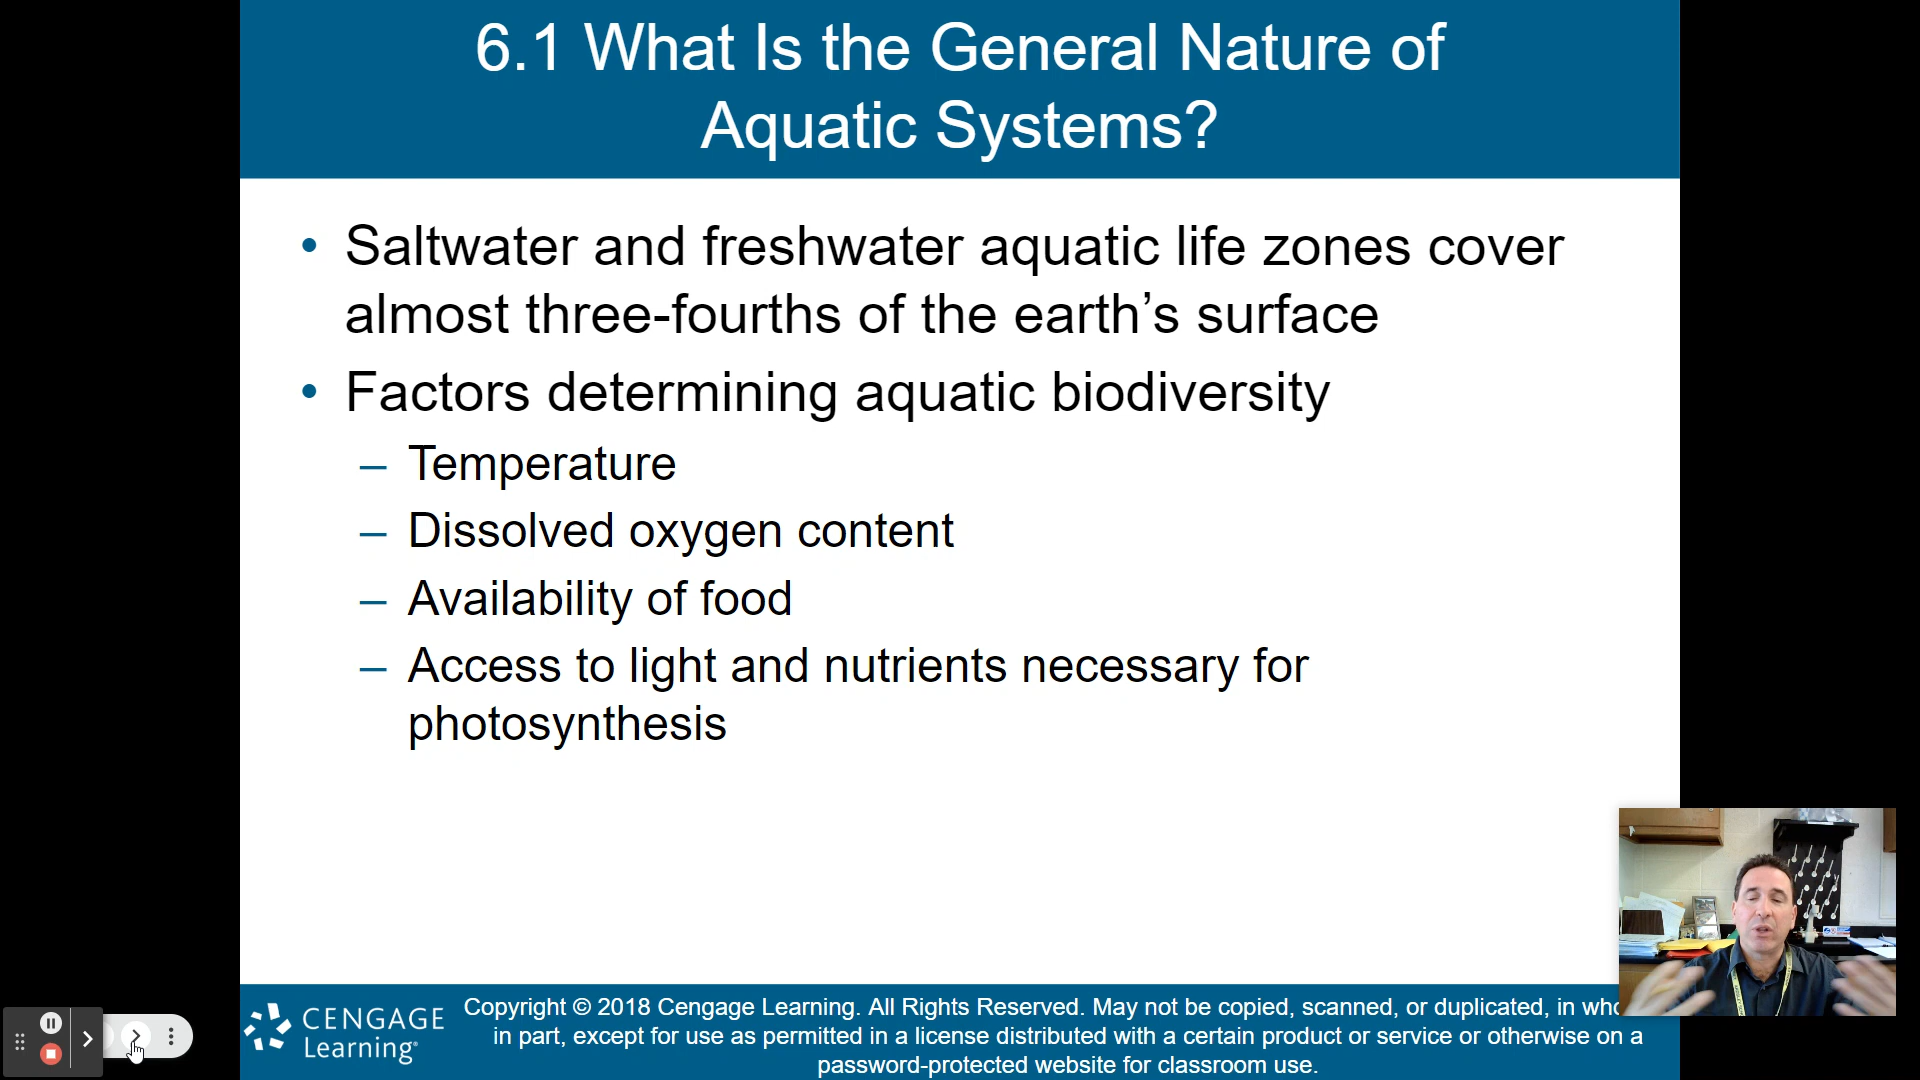 6.1 What Is the General Nature of
Aquatic Systems?
• Saltwater and freshwater aquatic life zones cover
almost three-fourths of the earth’s surface
• Factors determining aquatic biodiversity
– Temperature
– Dissolved oxygen content
– Availability of food
– Access to light and nutrients necessary for
photosynthesis
CENGAGE
Learning®
Copyright © 2018 Cengage Learning. All Rights Reserved. May not be copied, scanned, or duplicated, in
in part, except for use as permitted in a license distributed with a certain product or service or otherwise on a
password-protected website for classroom use.